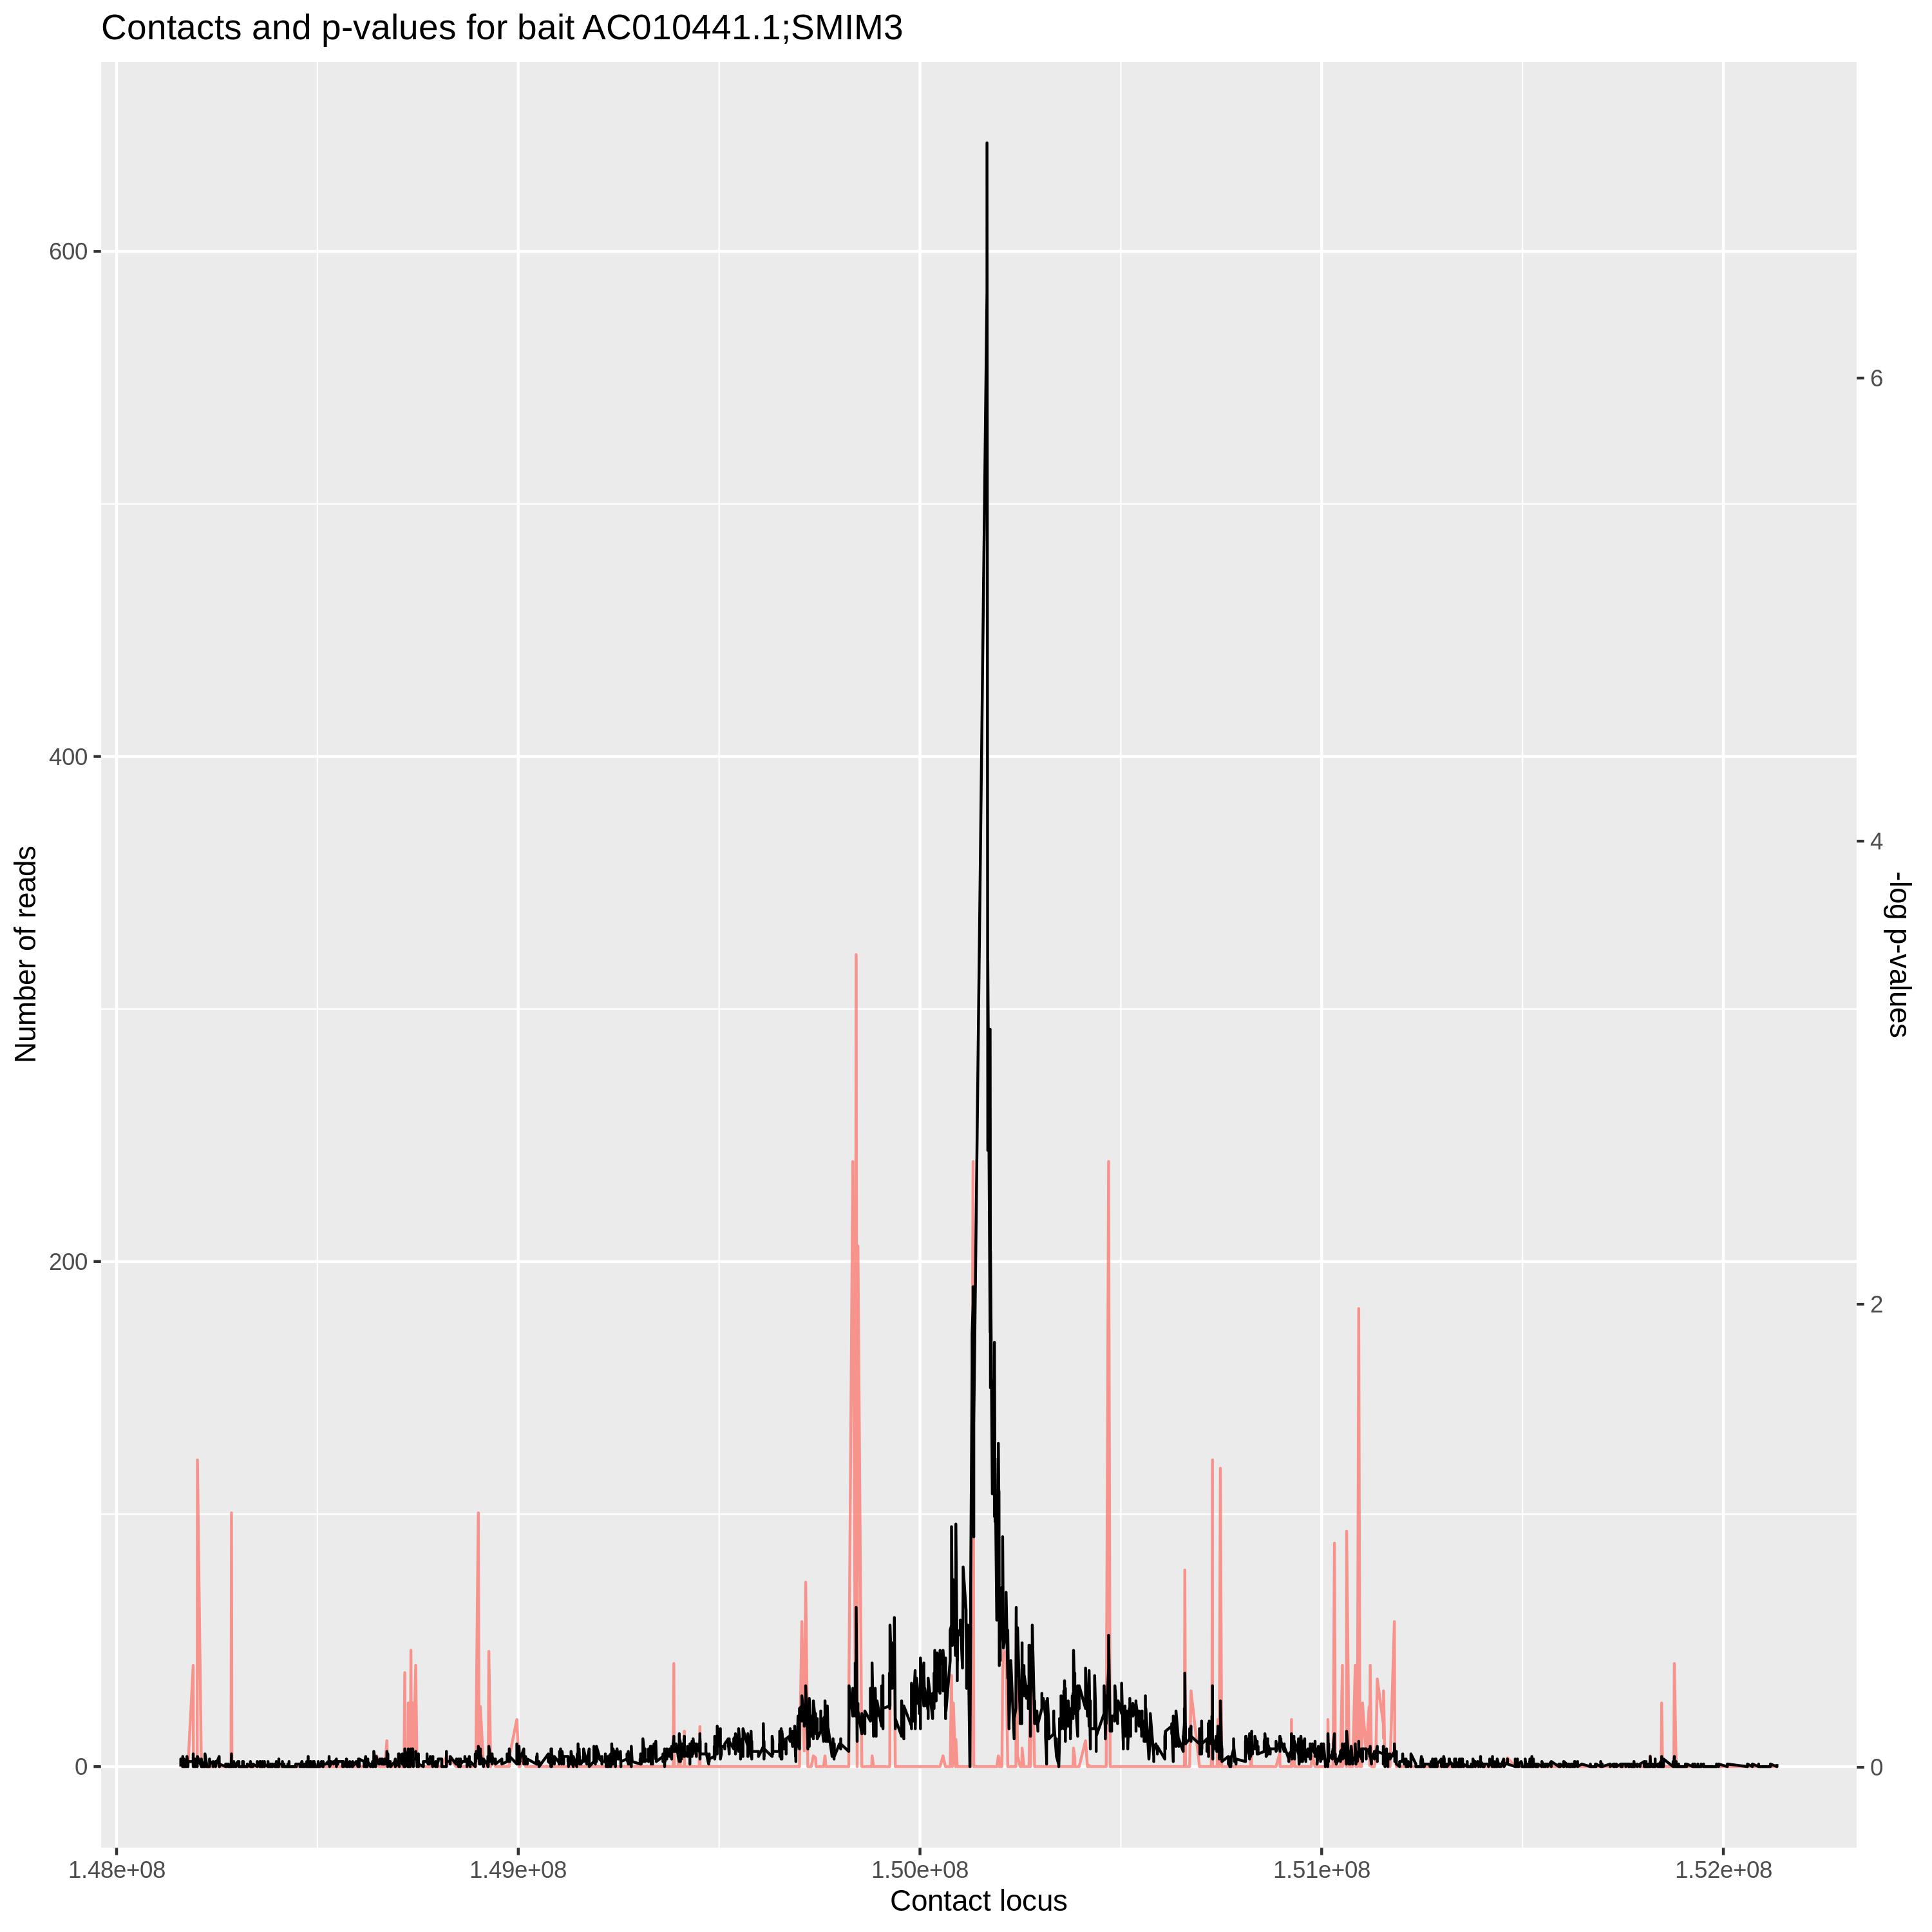 Contacts and p-values for bait AC010441.1;SMIM3
600
400
200
0
Number of reads
6
4
2
0
-log p-values
1.48e+08
1.49e+08
1.50e+08
1.51e+08
1.52e+08
Contact locus